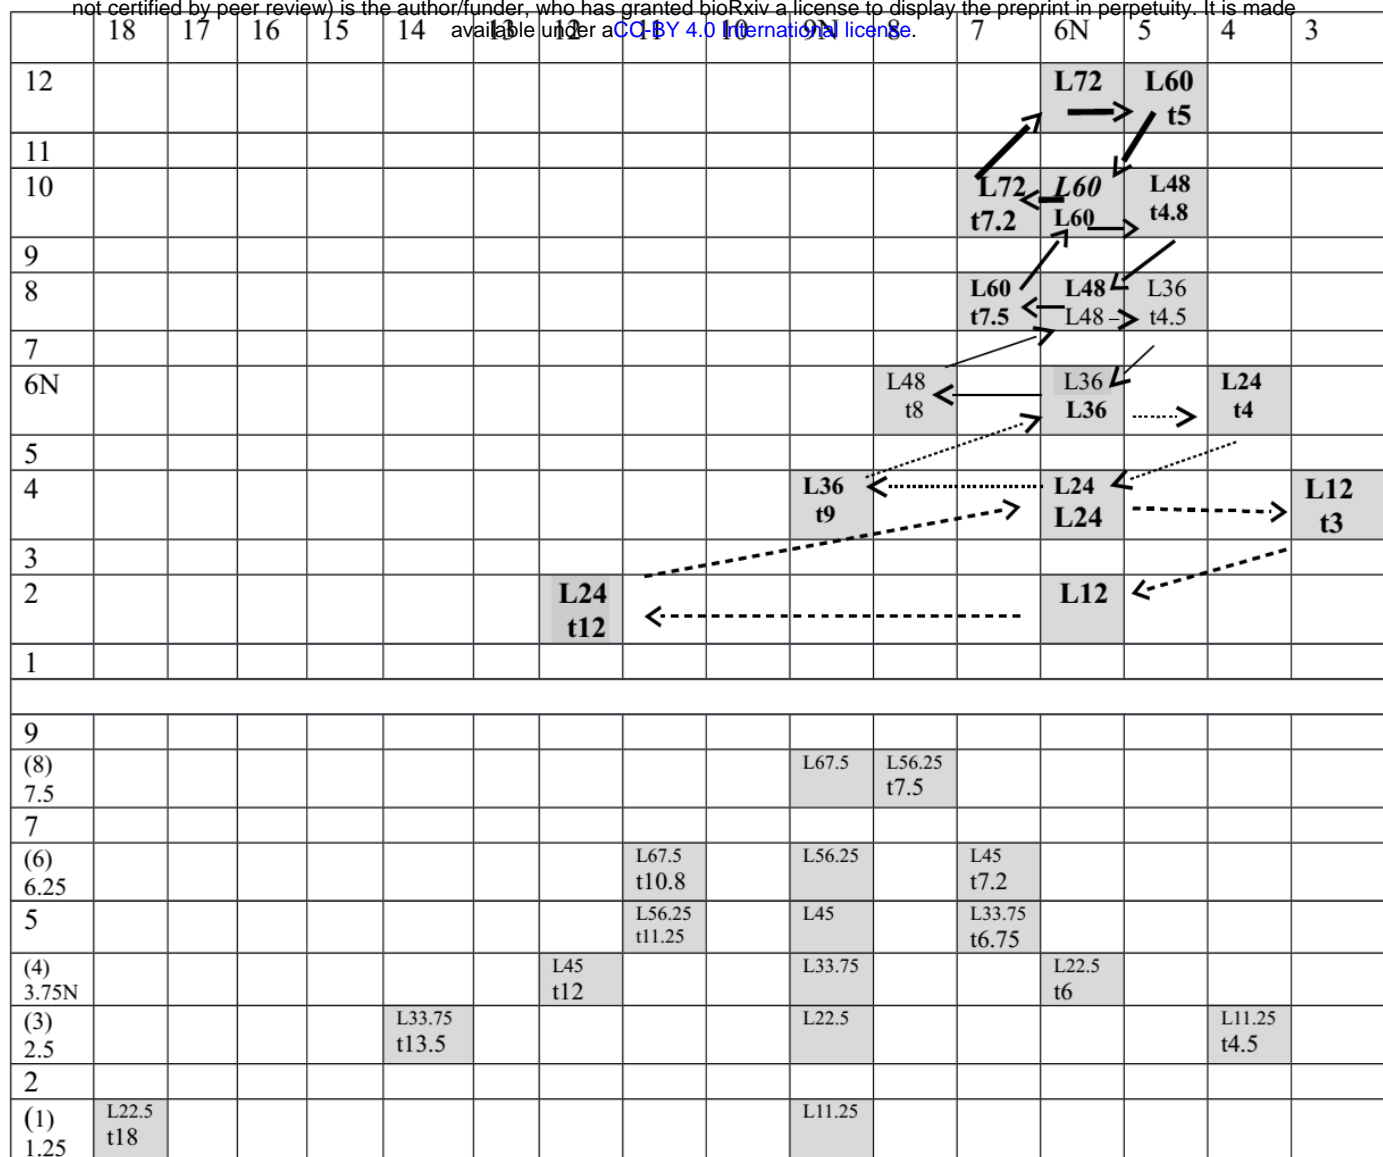 not certified by peer review) is the author/funder, who has granted bioRxiv a license to display the preprint in perpetuity. It is made
available under aCC-BY 4.0 International license.
18 17 16 15 14 13 12 11 10 9N 8 7 6N 5 4 3
12 L72 L60
t5
11
10 L72 L60 L48
t7.2 L60 t4.8
9
8 L60 L48 L36
t7.5 L48 t4.5
7
6N L48 L36 L24
t8 L36 t4
5
4 L36 L24 L12
t9 L24 t3
3
2 L24 L12
t12
1
9
(8) L67.5 L56.25
7.5 t7.5
7
(6) L67.5 L56.25 L45
6.25 t10.8 t7.2
5 L56.25 L45 L33.75
t11.25 t6.75
(4) L45 L33.75 L22.5
3.75N t12 t6
(3) L33.75 L22.5 L11.25
2.5 t13.5 t4.5
2
(1) L22.5 L11.25
1.25 t18